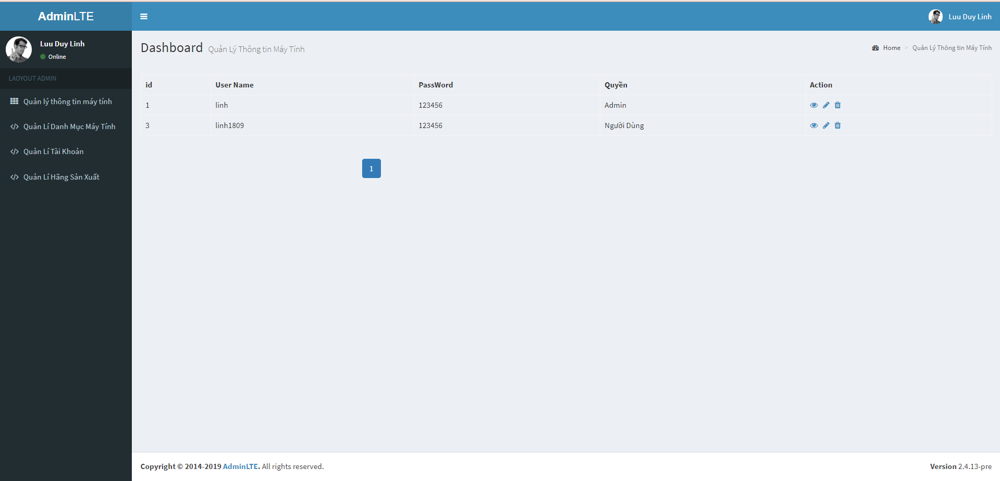 AdminLTE
Luu Duy Linh
Luu Duy Linh
Online
LAOYOUT ADMIN
Quản lý thông tin máy tính
Quản Lí Danh Mục Máy Tính
Quản Lí Tài Khoản
Quản Lí Hãng Sản Xuất
Dashboard Quản Lý Thông tin Máy Tính
Home > Quản Lý Thông tin Máy Tính
id User Name PassWord Quyền Action
1 linh 123456 Admin
3 linh1809 123456 Người Dùng
1
Copyright © 2014-2019 AdminLTE. All rights reserved.
Version 2.4.13-pre